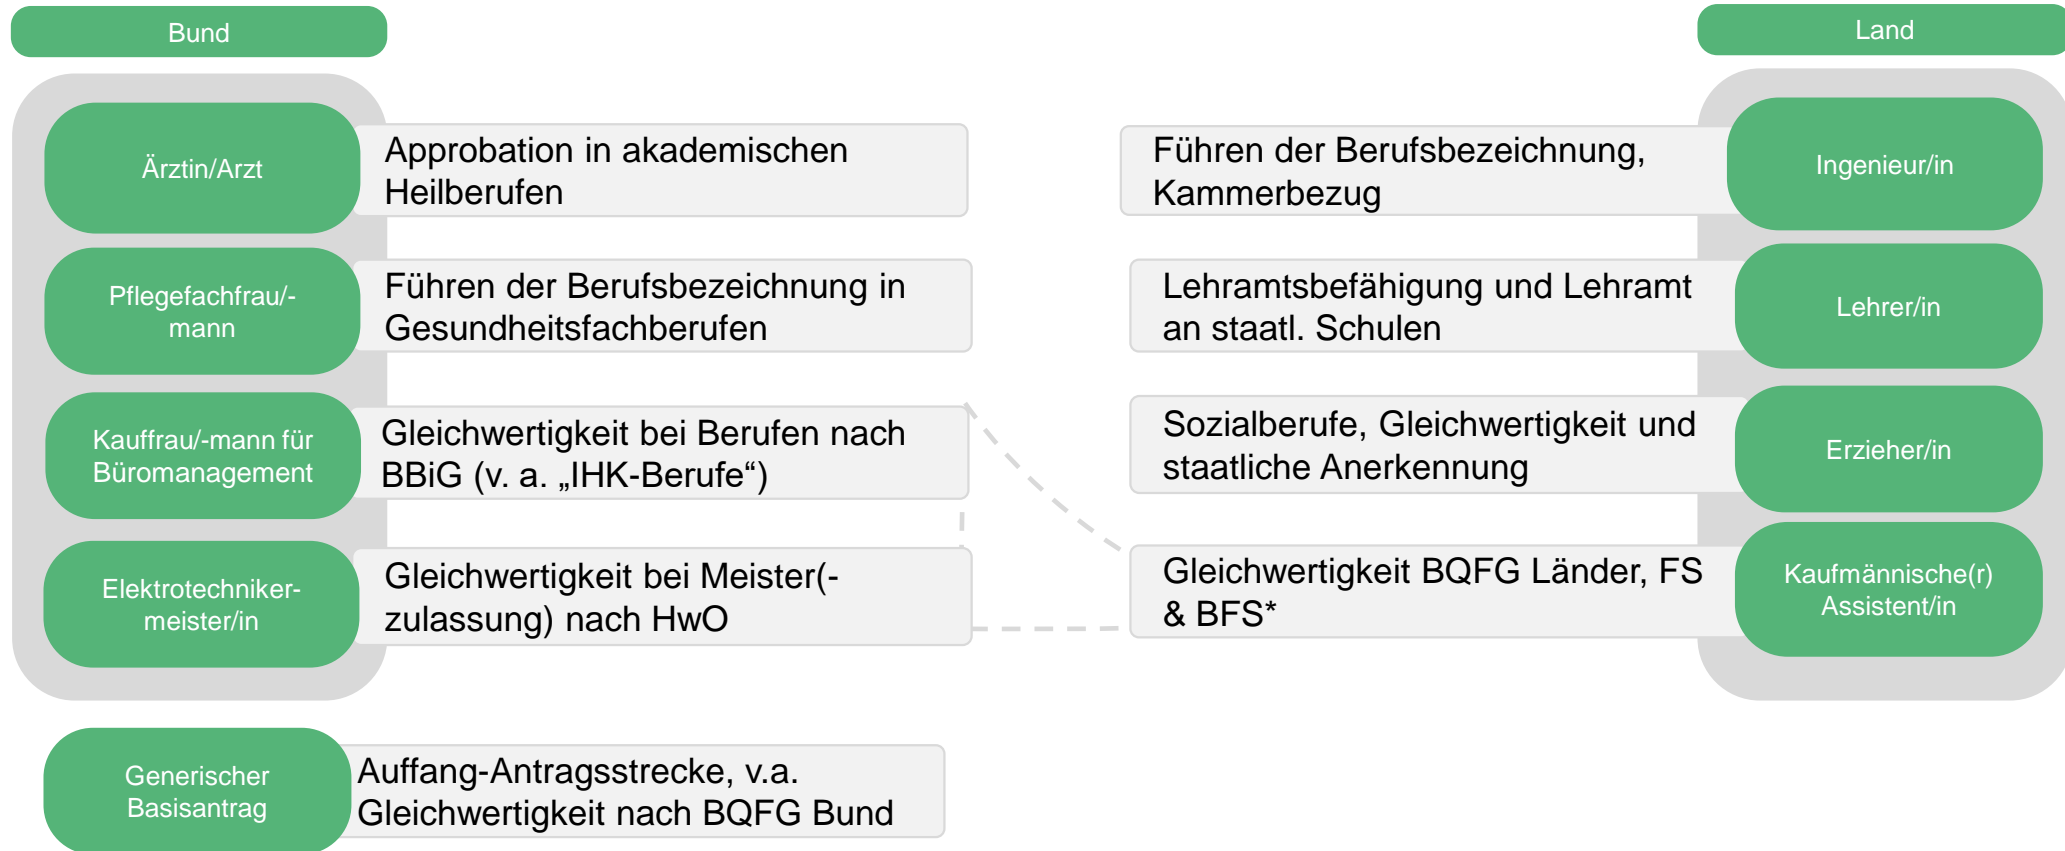 Bund
Ärztin/Arzt
Approbation in akademischen
Heilberufen
Pflegefachfrau/-
mann
Führen der Berufsbezeichnung in
Gesundheitsfachberufen
Kauffrau/-mann für
Büromanagement
Gleichwertigkeit bei Berufen nach
BBiG (v. a. „IHK-Berufe“)
Elektrotechniker-
meister/in
Gleichwertigkeit bei Meister(-
zulassung) nach HwO
Generischer
Basisantrag
Auffang-Antragsstrecke, v.a.
Gleichwertigkeit nach BQFG Bund
Land
Führen der Berufsbezeichnung,
Kammerbezug
Ingenieur/in
Lehramtsbefähigung und Lehramt
an staatl. Schulen
Lehrer/in
Sozialberufe, Gleichwertigkeit und
staatliche Anerkennung
Erzieher/in
Gleichwertigkeit BQFG Länder, FS
& BFS*
Kaufmännische(r)
Assistent/in